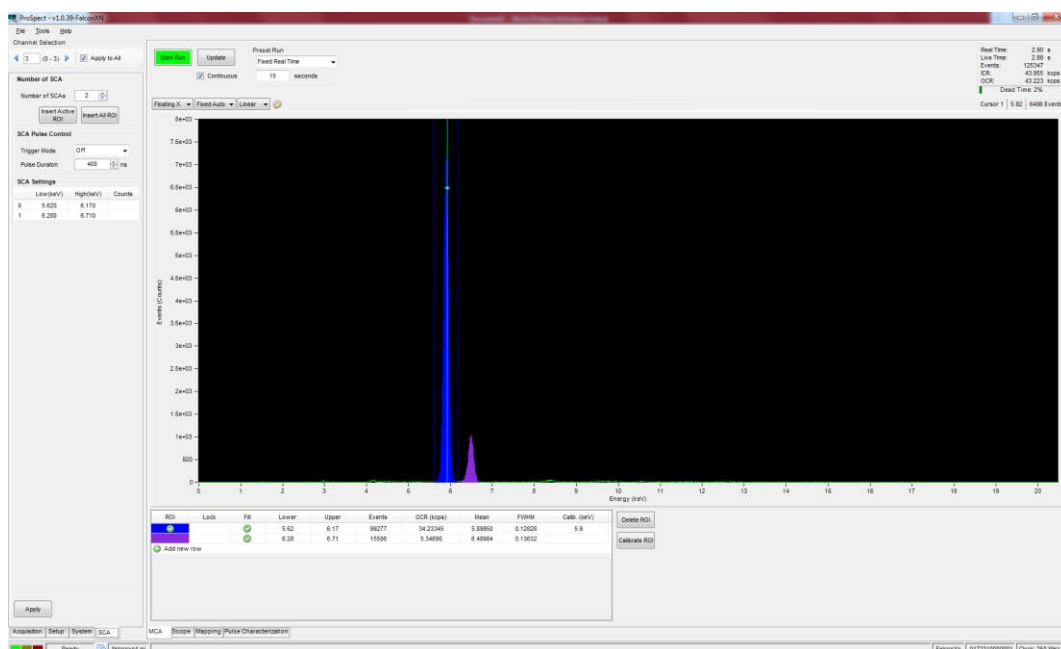 ProSpect - v1.0.39-FalconXN
File Tools Help
Channel Selection
3 (0 - 3) Apply to All
Number of SCA
Number of SCAs 2
Insert Active ROI
Insert All ROI
SCA Pulse Control
Trigger Mode Off
Pulse Duration 400 ns
SCA Settings
Low(keV) High(keV) Counts
0 5.620 6.170
1 6.280 6.710
Apply
Acquisition Setup System SCA
Start Run Update
Preset Run
Fixed Real Time
Continuous 15 seconds
Real Time: 2.90 s
Live Time: 2.88 s
Events: 125347
ICR: 43.955 kcps
OCR: 43.223 kcps
Dead Time: 2%
Floating X. Fixed Auto Linear
Cursor 1 5.92 6486 Events
Events (Counts)
8e+03
7.5e+03
7e+03
6.5e+03
6e+03
5.5e+03
5e+03
4.5e+03
4e+03
3.5e+03
3e+03
2.5e+03
2e+03
1.5e+03
1e+03
500
0
0 1 2 3 4 5 6 7 8 9 10 11 12 13 14 15 16 17 18 19 20
Energy (keV)
ROI Lock Fill Lower Upper Events OCR (kcps) Mean FWHM Calib. (keV)
5.62 6.17 99277 34.23345 5.89950 0.12828 5.9
6.28 6.71 15506 5.34690 6.48984 0.13632
Add new row
Delete ROI
Calibrate ROI
MCA Scope Mapping Pulse Characterization
Ready